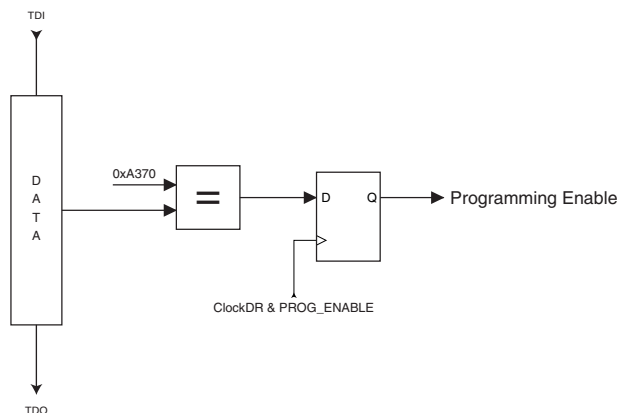 TDI
D
A
T
A
0xA370
=
D
Q
Programming Enable
ClockDR & PROG_ENABLE
TDO